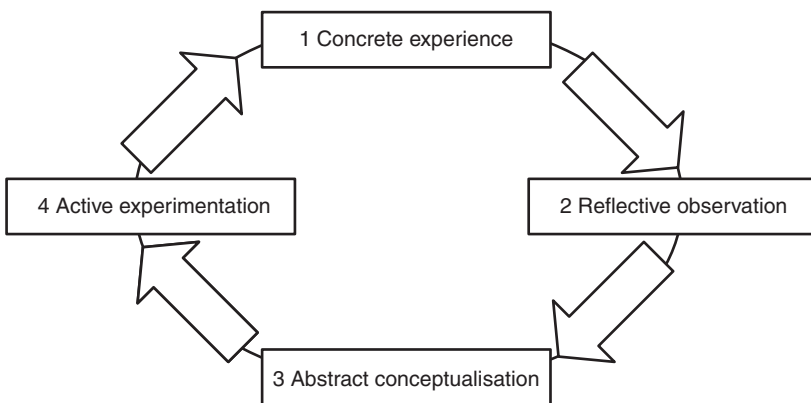 1 Concrete experience
2 Reflective observation
3 Abstract conceptualisation
4 Active experimentation